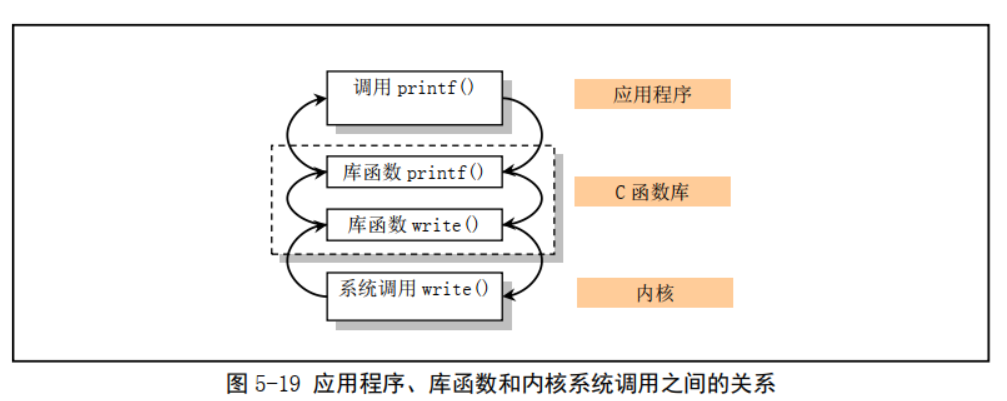 调用 printf()
应用程序
库函数 printf()
C 函数库
库函数 write()
系统调用 write()
内核
图 5-19 应用程序、库函数和内核系统调用之间的关系